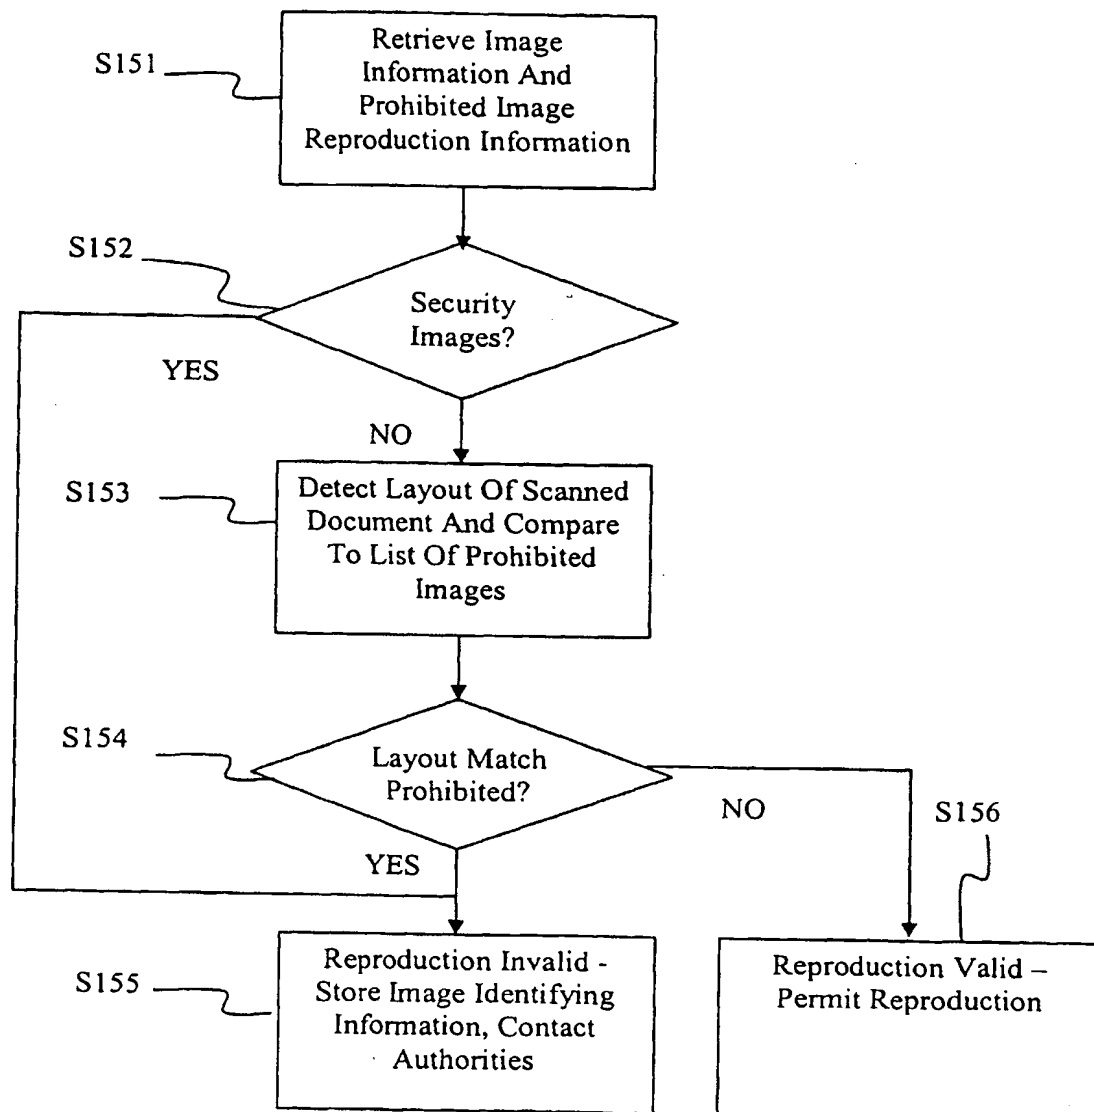 Retrieve Image
Information And
Prohibited Image
Reproduction Information
S151
S152
Security
Images?
YES
NO
S153
Detect Layout Of Scanned
Document And Compare
To List Of Prohibited
Images
S154
Layout Match
Prohibited?
NO
S156
YES
S155
Reproduction Invalid -
Store Image Identifying
Information, Contact
Authorities
Reproduction Valid –
Permit Reproduction